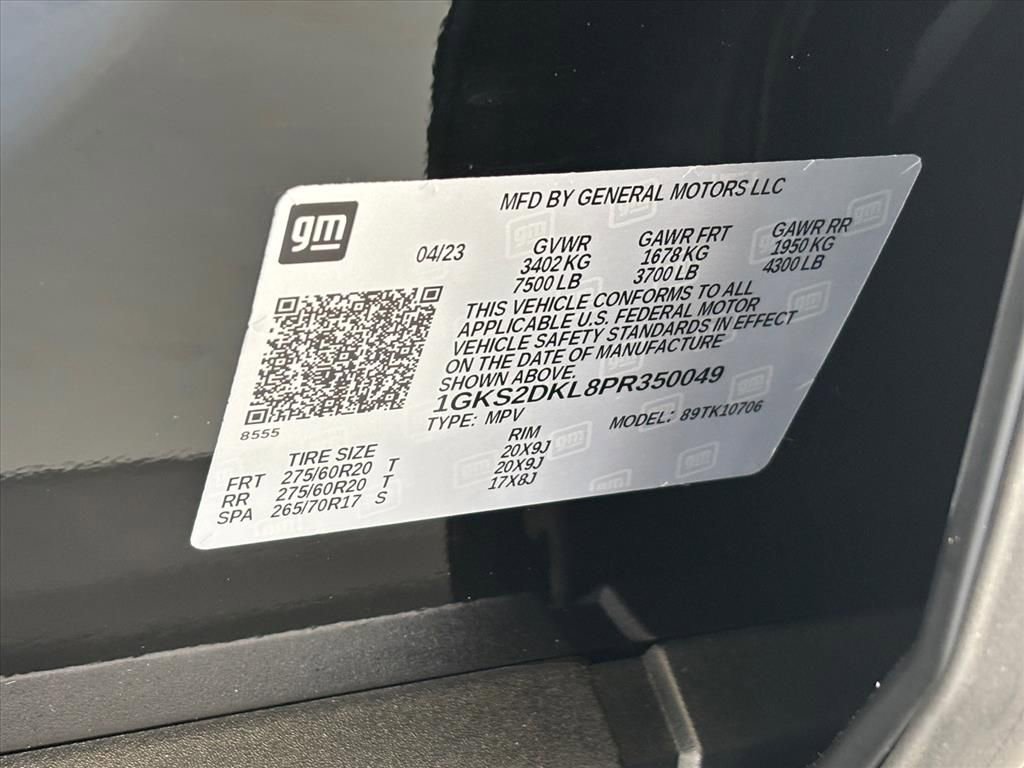 gm
MFD BY GENERAL MOTORS LLC
04/23
GVWR
3402 KG
7500 LB
GAWR FRT
1678 KG
3700 LB
GAWR RR
1950 KG
4300 LB
THIS VEHICLE CONFORMS TO ALL
APPLICABLE U.S. FEDERAL MOTOR
VEHICLE SAFETY STANDARDS IN EFFECT
ON THE DATE OF MANUFACTURE
SHOWN ABOVE.
1GKS2DKL8PR350049
TYPE: MPV
MODEL: 89TK10706
8555
TIRE SIZE RIM
FRT 275/60R20 T 20X9J
RR 275/60R20 T 20X9J
SPA 265/70R17 S 17X8J